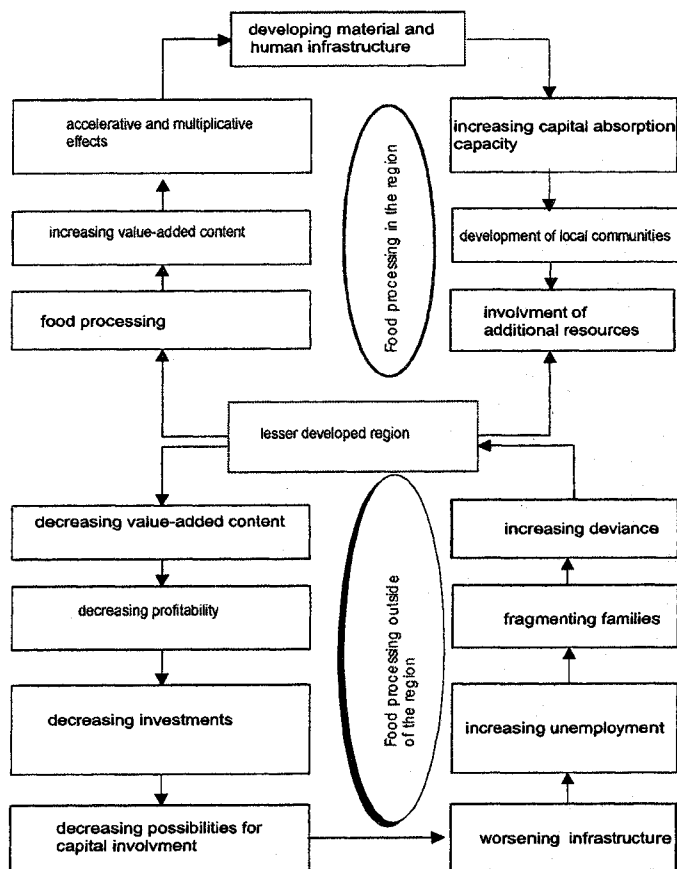 developing material and
human infrastructure
accelerative and multiplicative
effects
increasing capital absorption
capacity
Food processing in the region
increasing value-added content
development of local communities
food processing
involvment of
additional resources
lesser developed region
decreasing value-added content
increasing deviance
decreasing profitability
fragmenting families
Food processing outside
of the region
decreasing investments
increasing unemployment
decreasing possibilities for
capital involvment
worsening infrastructure